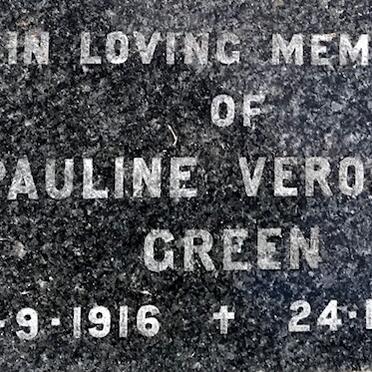 IN LOVING MEM
OF
PAULINE VERO
GREEN
-9-1916 + 24-